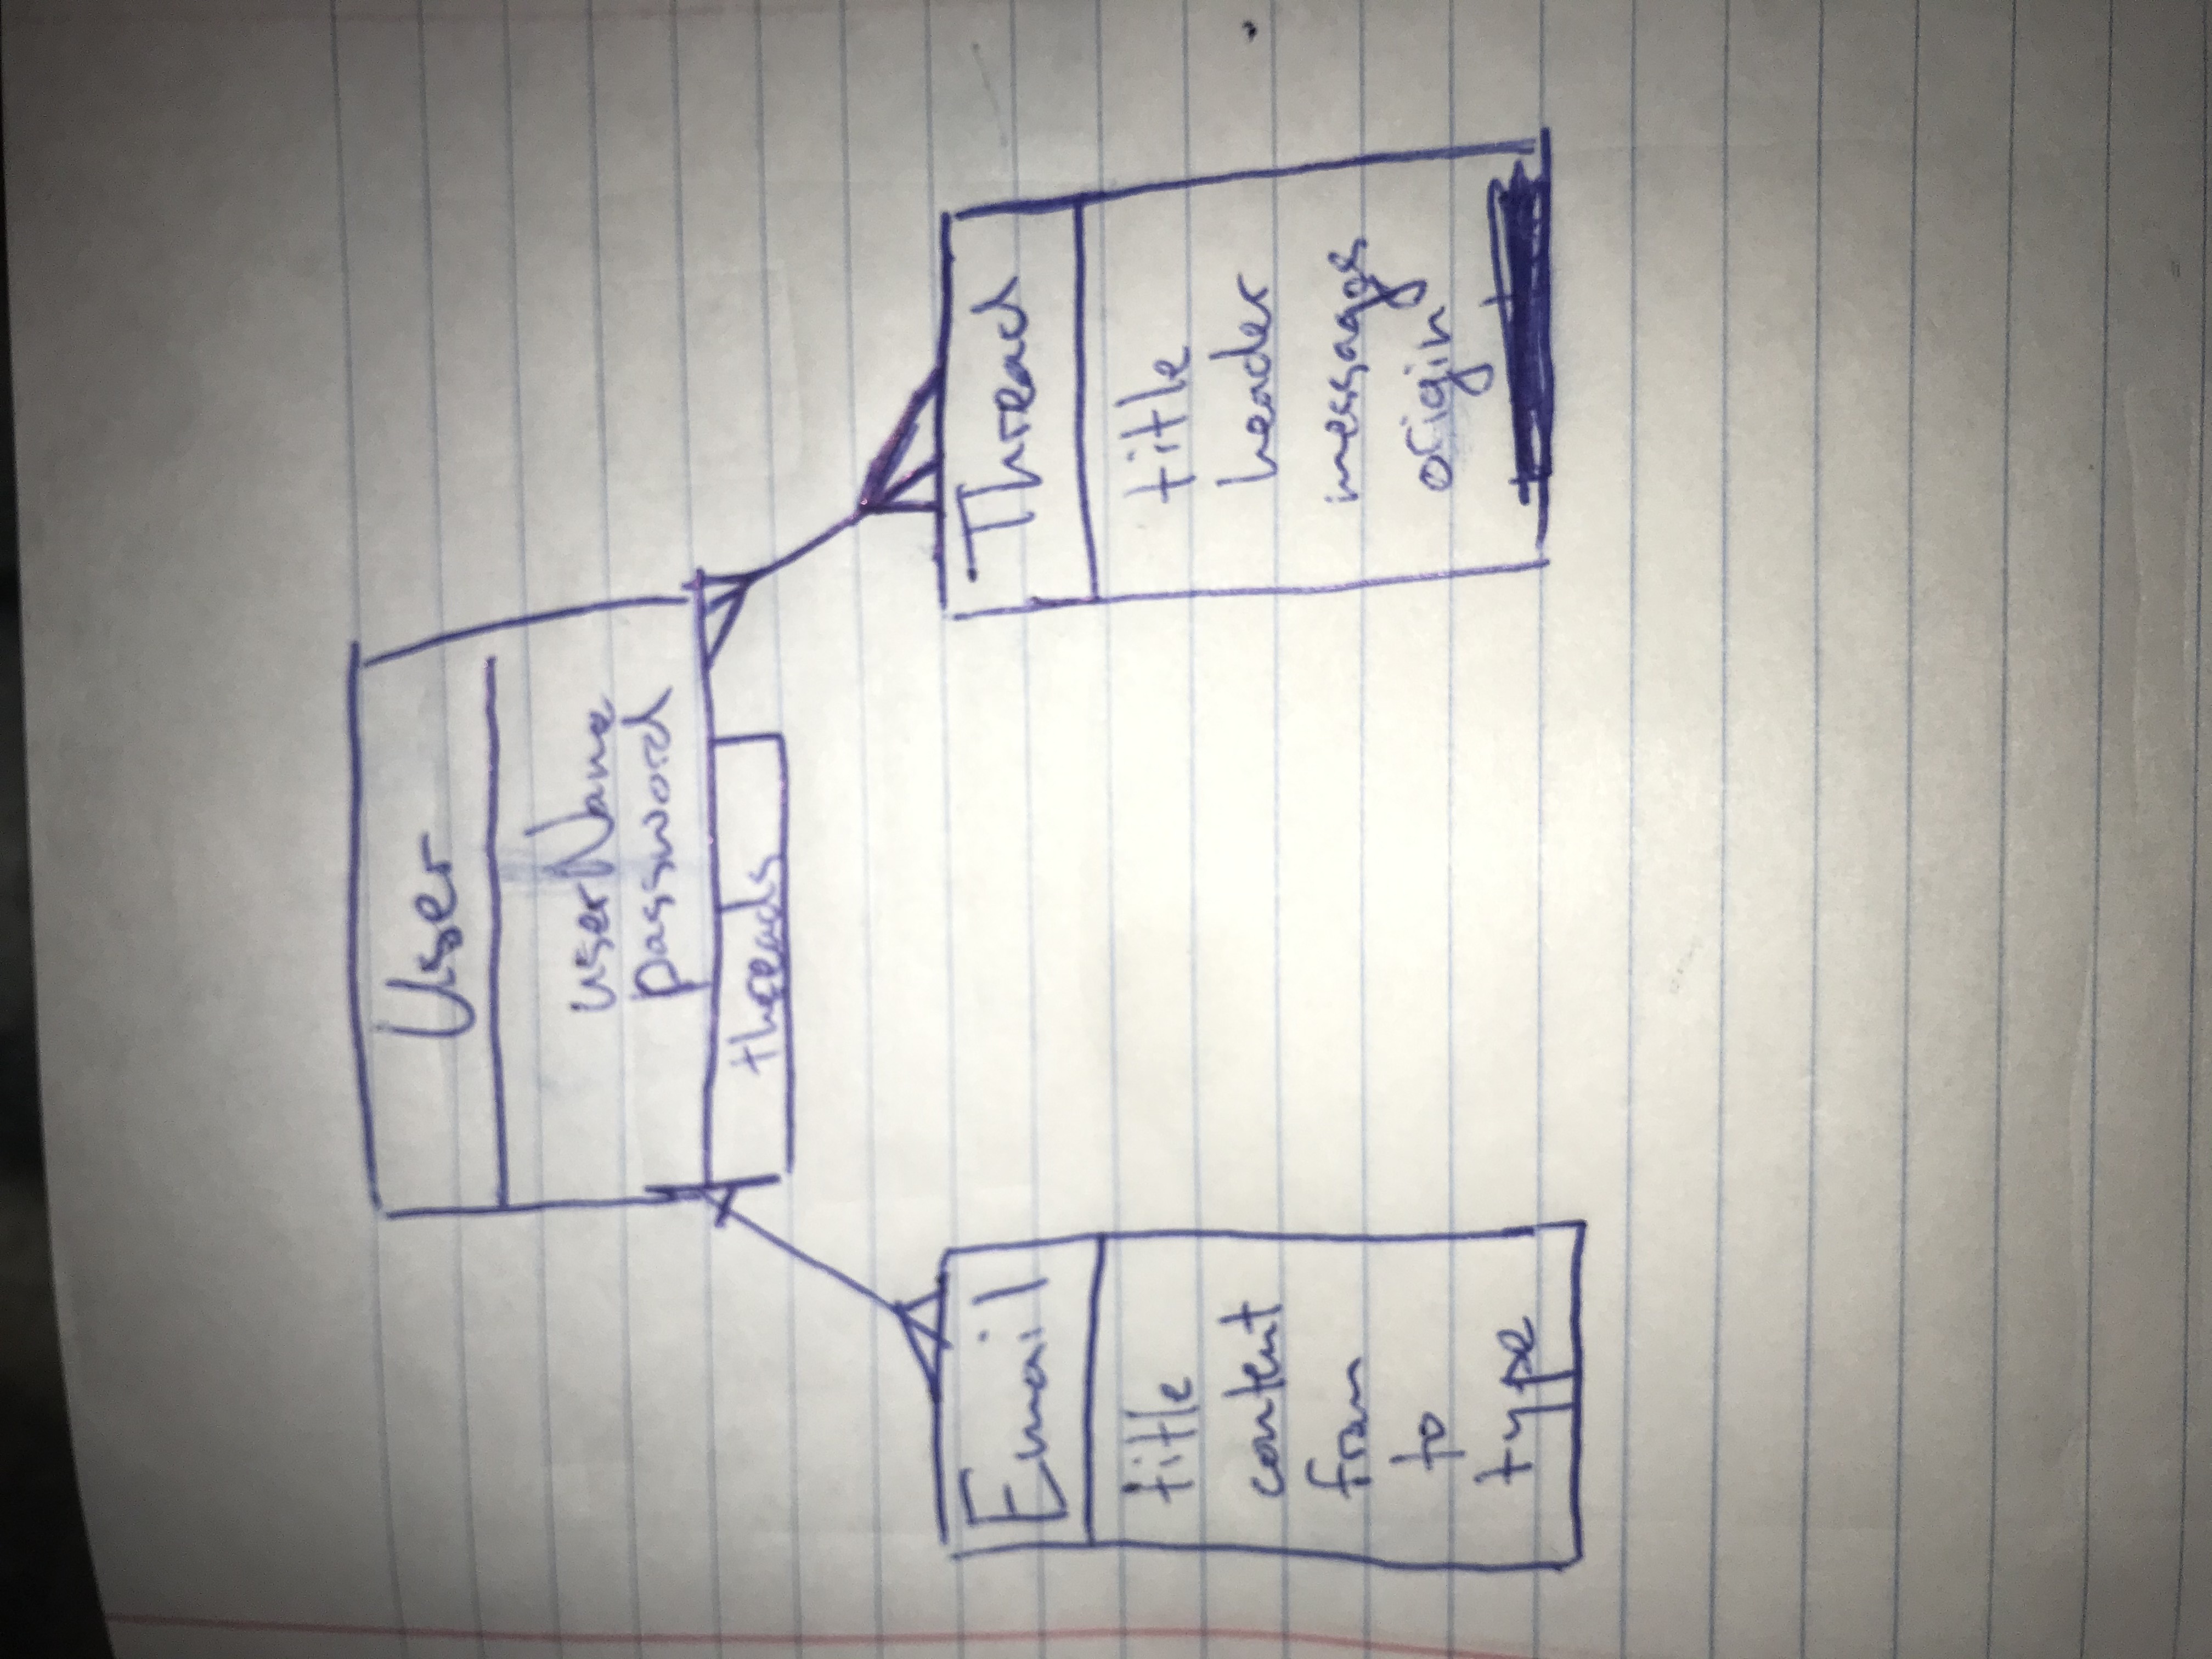 User
userName
password
threads
Email
title
content
from
to
type
Thread
title
header
messages
origin